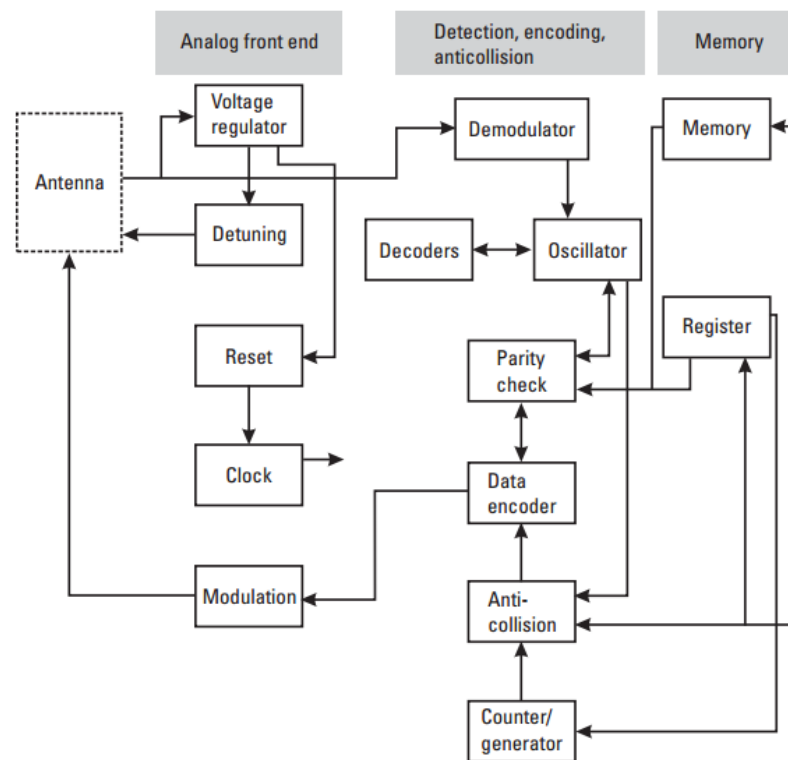 Analog front end
Detection, encoding,
anticollision
Memory
Voltage
regulator
Demodulator
Memory
Antenna
Detuning
Decoders
Oscillator
Register
Reset
Parity
check
Clock
Data
encoder
Modulation
Anti-
collision
Counter/
generator